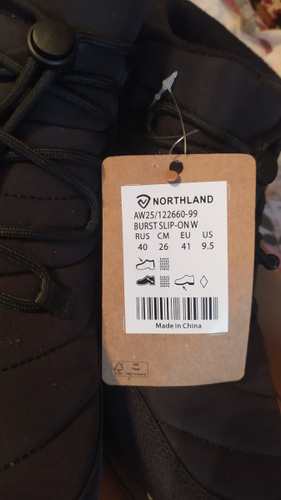 NORTHLAND
AW25/122660-99
BURST SLIP-ON W
RUS CM EU US
40 26 41 9.5
Made in China
FSC